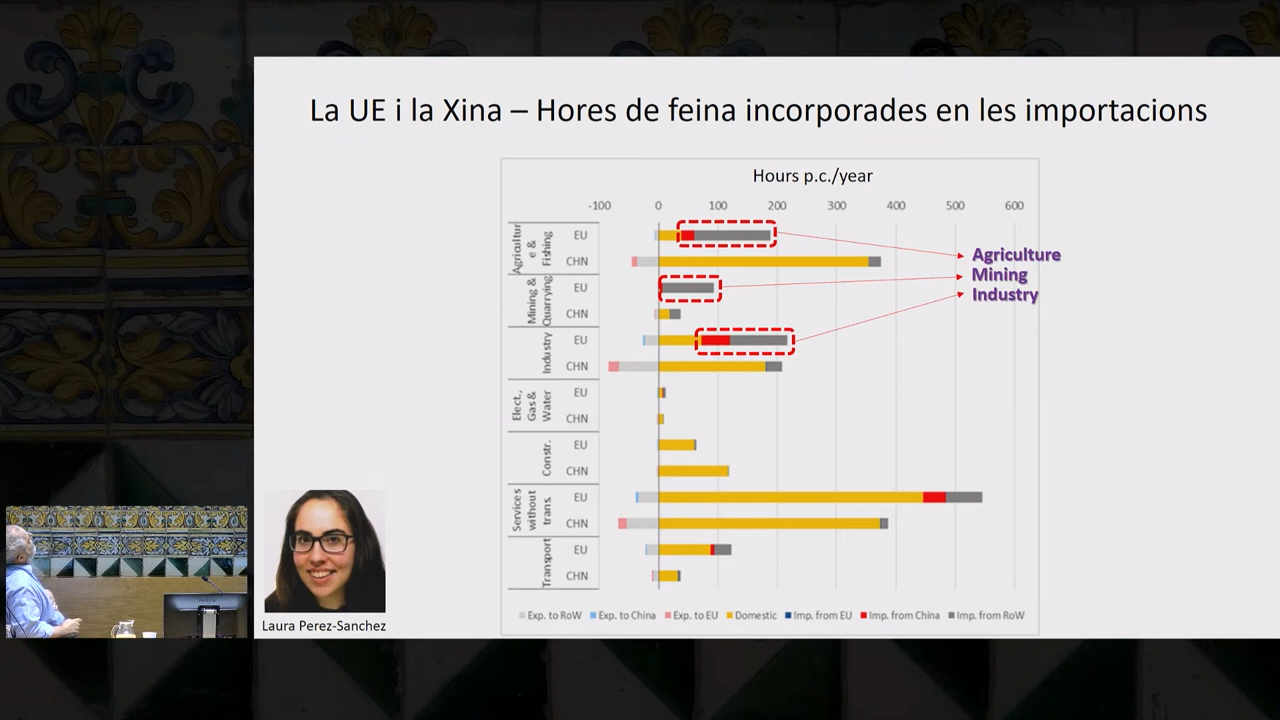 La UE i la Xina – Hores de feina incorporades en les importacions
Hours p.c./year
-100 0 100 200 300 400 500 600
Agricultur
e &
Fishing
EU
CHN
Mining &
Quarrying
EU
CHN
Industry
EU
CHN
Elect.,
Gas &
Water
EU
CHN
Constr.
EU
CHN
Services
without
trans.
EU
CHN
Transport
EU
CHN
Agriculture
Mining
Industry
Exp. to RoW Exp. to China Exp. to EU Domestic Imp. from EU Imp. from China Imp. from RoW
Laura Perez-Sanchez